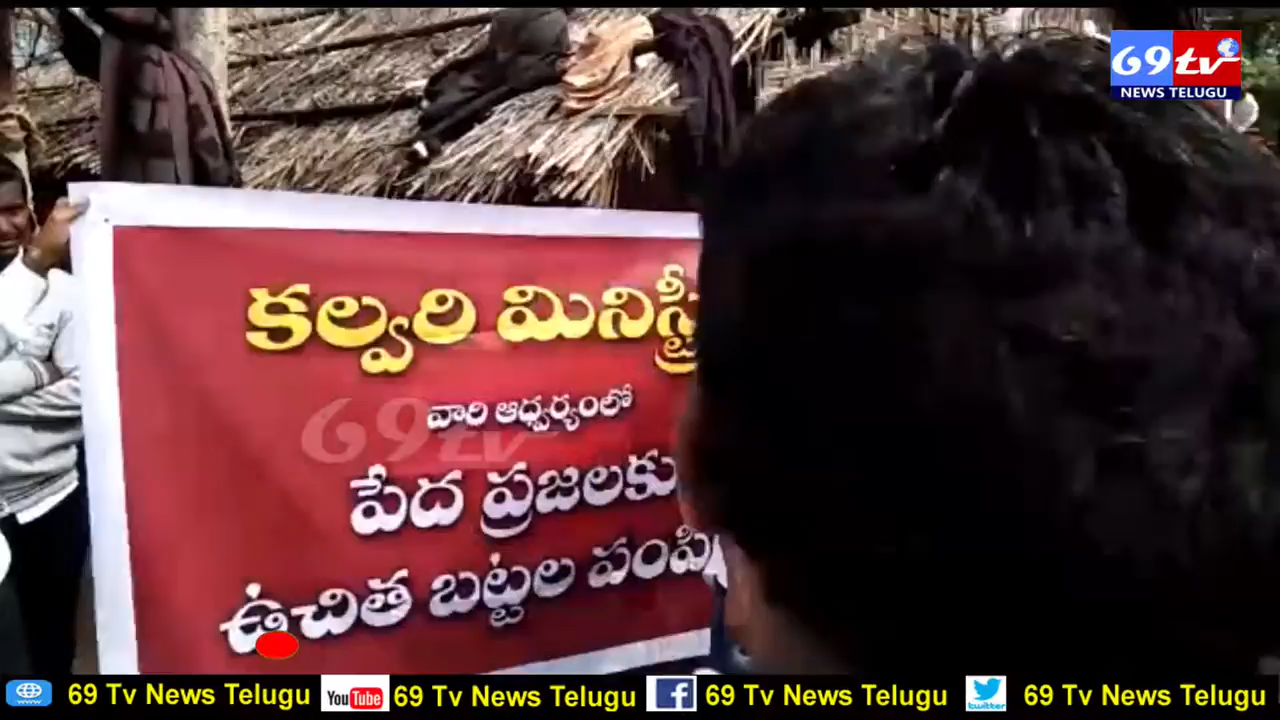 69tv
NEWS TELUGU
కల్వరి మినిస్ట్రీ
వారి ఆధ్వర్యంలో
69tv
పేద ప్రజలకు
ఉచిత బట్టల
69 Tv News Telugu
YouTube
69 Tv News Telugu
69 Tv News Telugu
twitter
69 Tv News Telugu